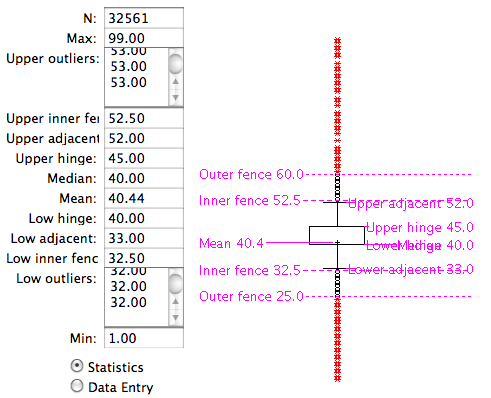 N: 32561
Max: 99.00
Upper outliers: 53.00
53.00
53.00
Upper inner fer 52.50
Upper adjacent 52.00
Upper hinge: 45.00
Median: 40.00
Mean: 40.44
Low hinge: 40.00
Low adjacent: 33.00
Low inner fenc 32.50
Low outliers: 32.00
32.00
32.00
Min: 1.00
Statistics
Data Entry
Outer fence 60.0
Inner fence 52.5
Upper adjacent 52.0
Upper hinge 45.0
Mean 40.4
Low Median 40.0
Inner fence 32.5
Lower adjacent 33.0
Outer fence 25.0